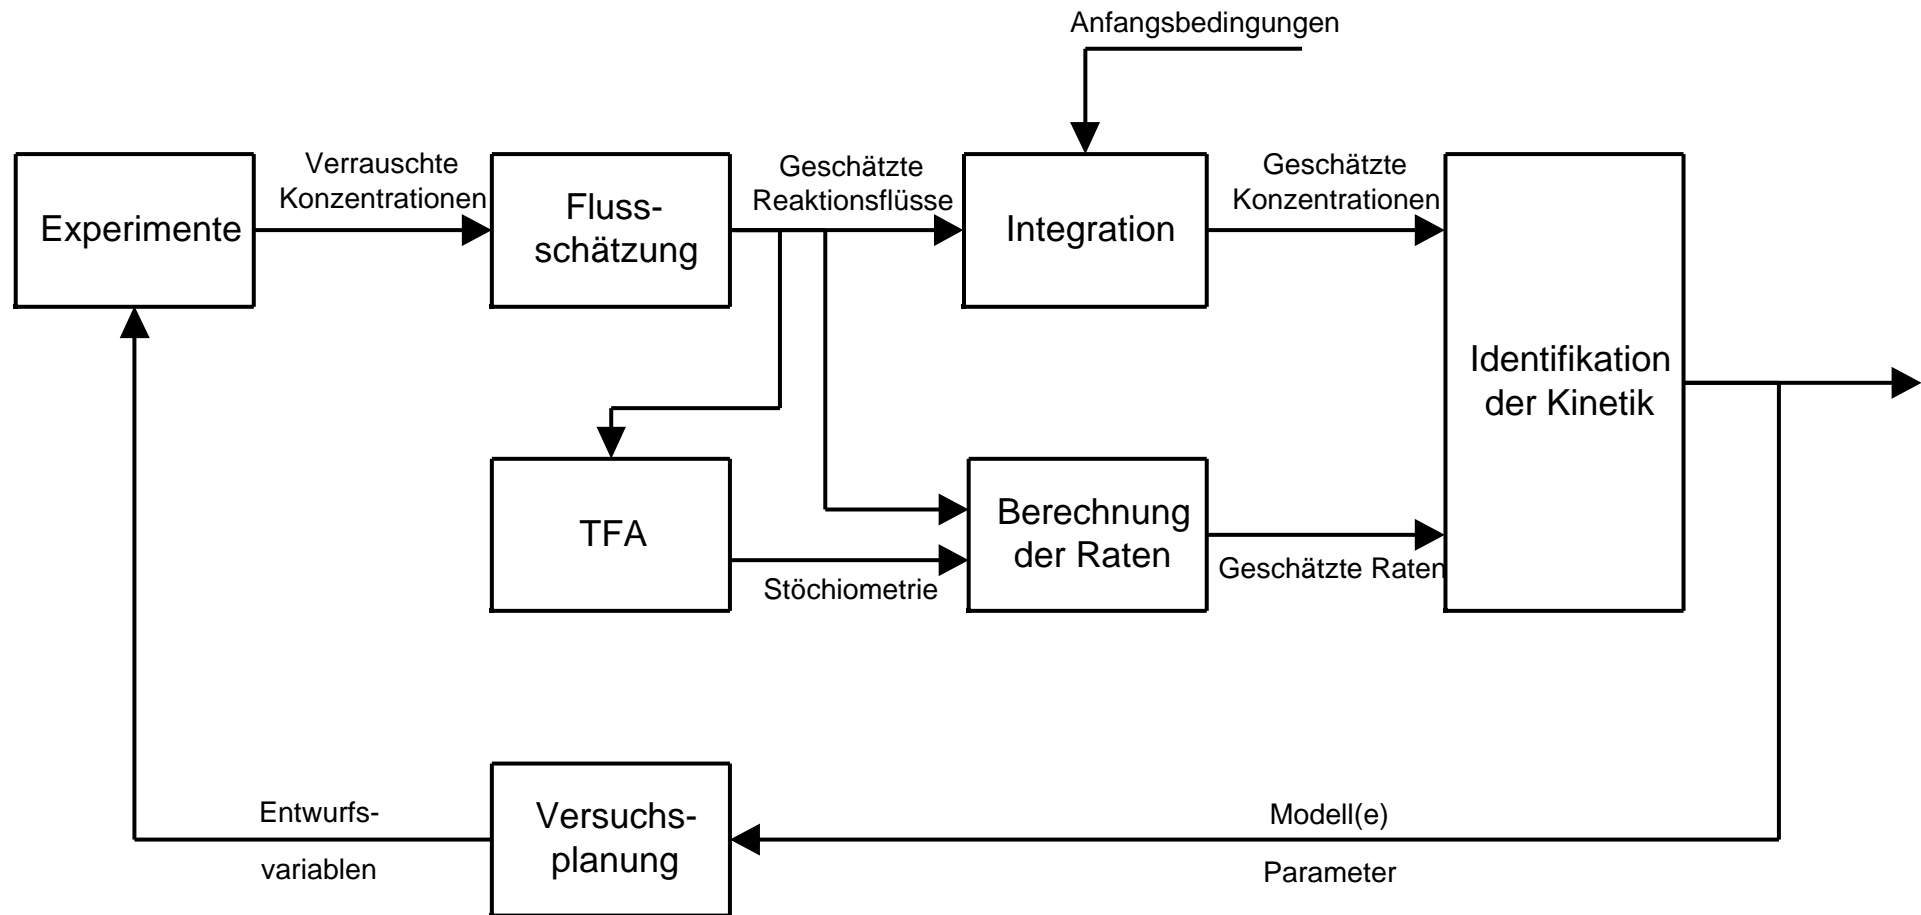 Anfangsbedingungen
Experimente
Verrauschte
Konzentrationen
Fluss-
schätzung
Geschätzte
Reaktionsflüsse
Integration
Geschätzte
Konzentrationen
Identifikation
der Kinetik
TFA
Stöchiometrie
Berechnung
der Raten
Geschätzte Raten
Entwurfs-
variablen
Versuchs-
planung
Modell(e)
Parameter